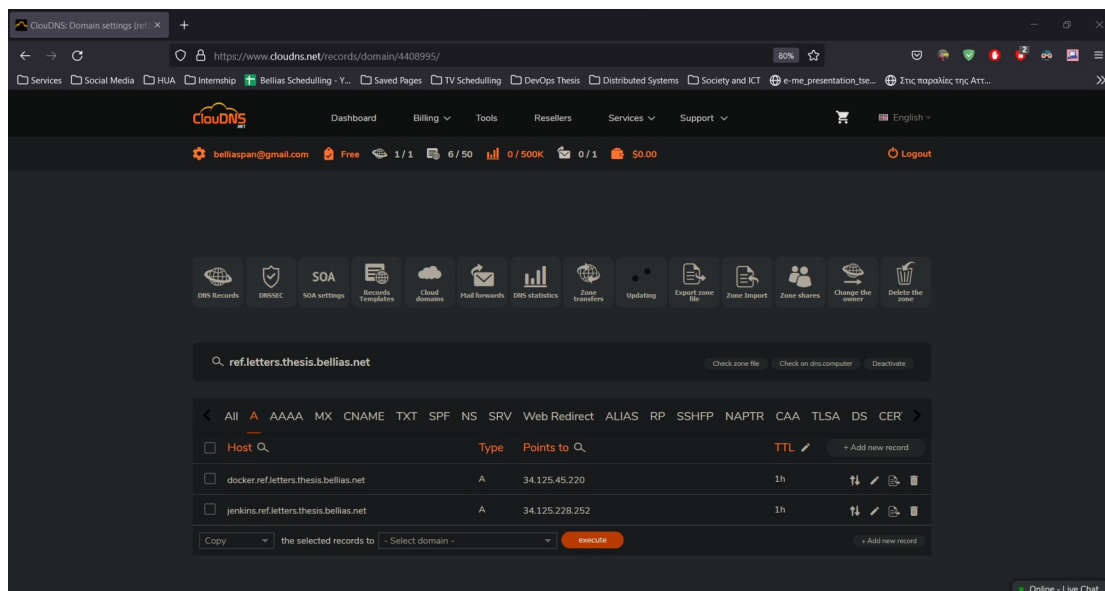 ClouDNS: Domain settings (ref.l
https://www.cloudns.net/records/domain/4408995/
80%
2
Services Social Media HUA Internship Bellias Schedulling - Y... Saved Pages TV Schedulling DevOps Thesis Distributed Systems Society and ICT e-me_presentation_tse... Στις παραλίες της Αττ...
ClouDNS .NET Dashboard Billing Tools Resellers Services Support English
belliaspan@gmail.com Free 1/1 6/50 0/500K 0/1 $0.00 Logout
DNS Records DNSSEC SOA SOA settings Records Templates Cloud domains Mail forwards DNS statistics Zone transfers Updating Export zone file Zone Import Zone shares Change the owner Delete the zone
ref.letters.thesis.bellias.net Check zone file Check on dns.computer Deactivate
All A AAAA MX CNAME TXT SPF NS SRV Web Redirect ALIAS RP SSHFP NAPTR CAA TLSA DS CER
Host Type Points to TTL + Add new record
docker.ref.letters.thesis.bellias.net A 34.125.45.220 1h
jenkins.ref.letters.thesis.bellias.net A 34.125.228.252 1h
Copy the selected records to - Select domain - execute + Add new record
Online - Live Chat